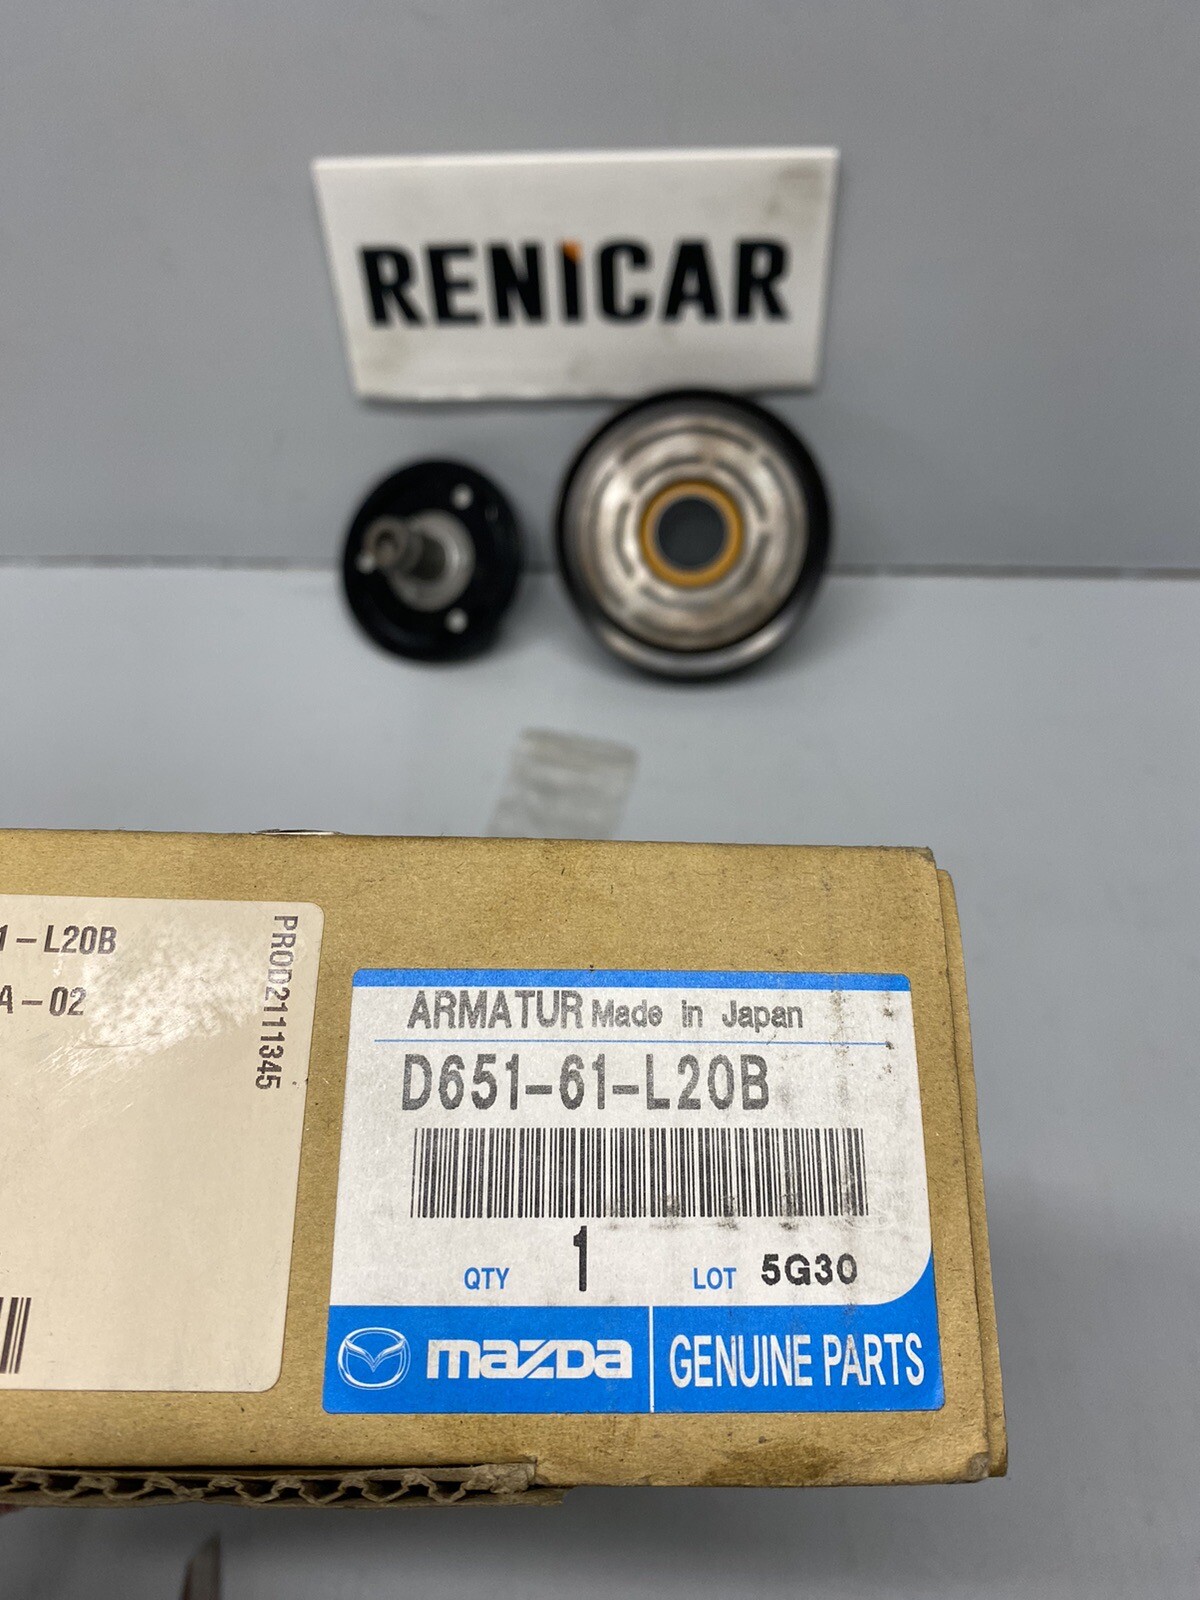 RENiCAR
1-L20B
A-02
PROD2111345
ARMATUR Made in Japan
D651-61-L20B
QTY 1 LOT 5G30
mazda GENUINE PARTS